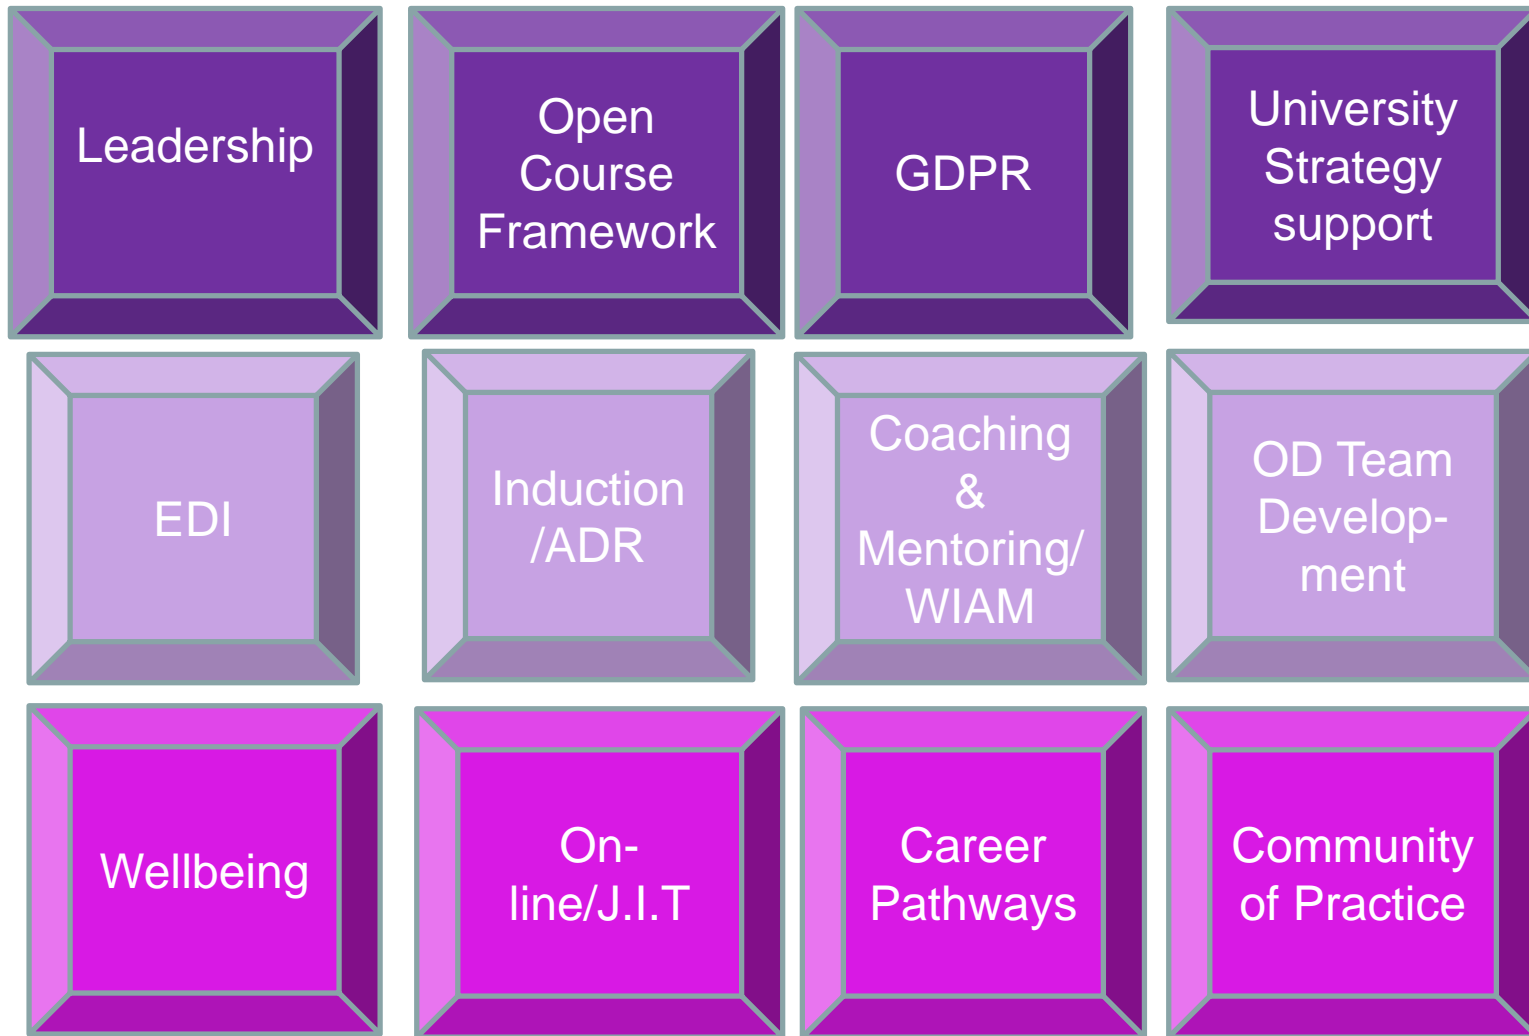 Leadership
Open
Course
Framework
GDPR
University
Strategy
support
EDI
Induction
/ADR
Coaching
&
Mentoring/
WIAM
OD Team
Develop-
ment
Wellbeing
On-
line/J.I.T
Career
Pathways
Community
of Practice